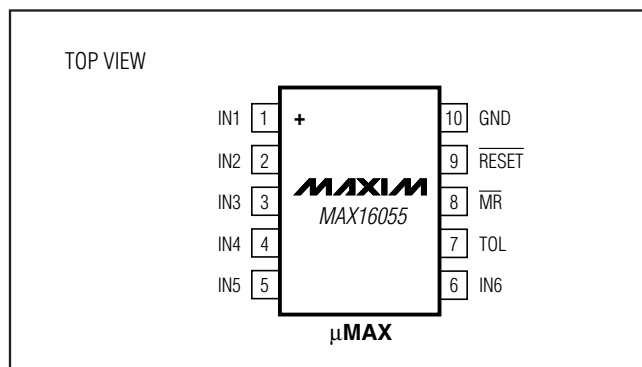 TOP VIEW
IN1 1 + 10 GND
IN2 2 9 RESET
IN3 3 MAXIM 8 MR
MAX16055
IN4 4 7 TOL
IN5 5 6 IN6
µMAX